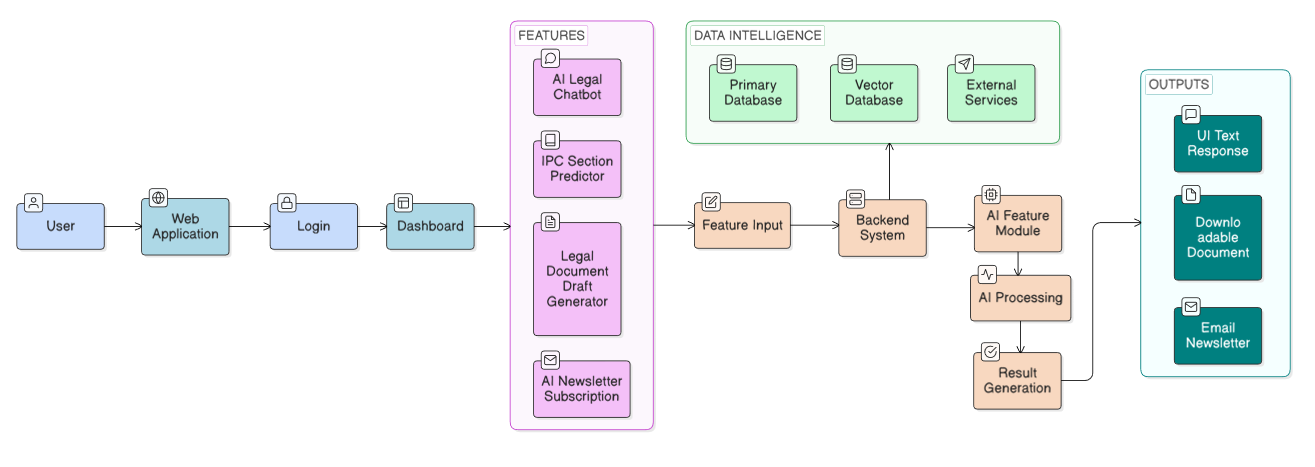 User
Web
Application
Login
Dashboard
FEATURES
AI Legal
Chatbot
IPC Section
Predictor
Legal
Document
Draft
Generator
AI Newsletter
Subscription
Feature Input
DATA INTELLIGENCE
Primary
Database
Vector
Database
External
Services
Backend
System
AI Feature
Module
AI Processing
Result
Generation
OUTPUTS
UI Text
Response
Downlo
adable
Document
Email
Newsletter